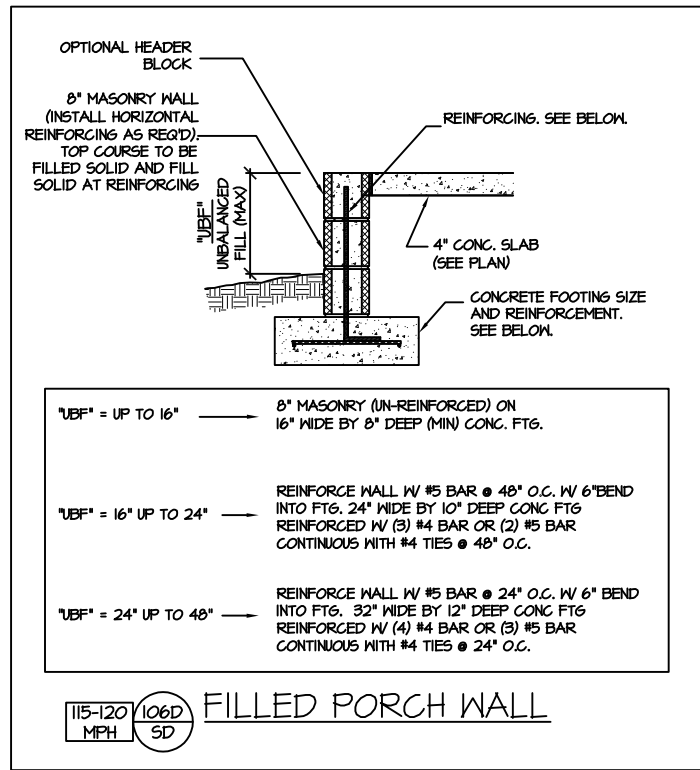 OPTIONAL HEADER
BLOCK
8" MASONRY WALL
(INSTALL HORIZONTAL
REINFORCING AS REQ'D).
TOP COURSE TO BE
FILLED SOLID AND FILL
SOLID AT REINFORCING
REINFORCING. SEE BELOW.
"UBF"
UNBALANCED
FILL (MAX)
4" CONC. SLAB
(SEE PLAN)
CONCRETE FOOTING SIZE
AND REINFORCEMENT.
SEE BELOW.
"UBF" = UP TO 16"
8" MASONRY (UN-REINFORCED) ON
16" WIDE BY 8" DEEP (MIN) CONC. FTG.
"UBF" = 16" UP TO 24"
REINFORCE WALL W/ #5 BAR @ 48" O.C. W/ 6"BEND
INTO FTG. 24" WIDE BY 10" DEEP CONC FTG
REINFORCED W/ (3) #4 BAR OR (2) #5 BAR
CONTINUOUS WITH #4 TIES @ 48" O.C.
"UBF" = 24" UP TO 48"
REINFORCE WALL W/ #5 BAR @ 24" O.C. W/ 6" BEND
INTO FTG. 32" WIDE BY 12" DEEP CONC FTG
REINFORCED W/ (4) #4 BAR OR (3) #5 BAR
CONTINUOUS WITH #4 TIES @ 24" O.C.
115-120
MPH
106D
SD
FILLED PORCH WALL